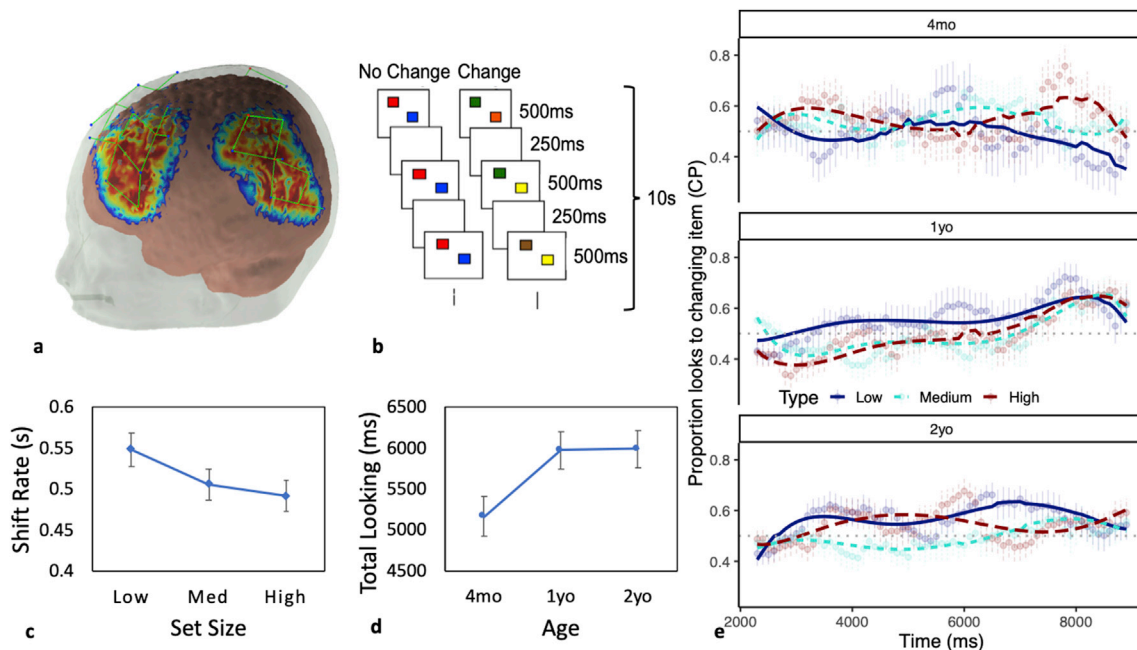 a
No Change
Change
500ms
250ms
500ms
250ms
500ms
10s
b
Shift Rate (s)
0.6
0.55
0.5
0.45
0.4
Low
Med
High
Set Size
c
Total Looking (ms)
6500
6000
5500
5000
4500
4mo
1yo
2yo
Age
d
Proportion looks to changing item (CP)
4mo
0.8
0.6
0.4
1yo
0.8
0.6
0.4
Type Low Medium High
2yo
0.8
0.6
0.4
2000
4000
6000
8000
Time (ms)
e